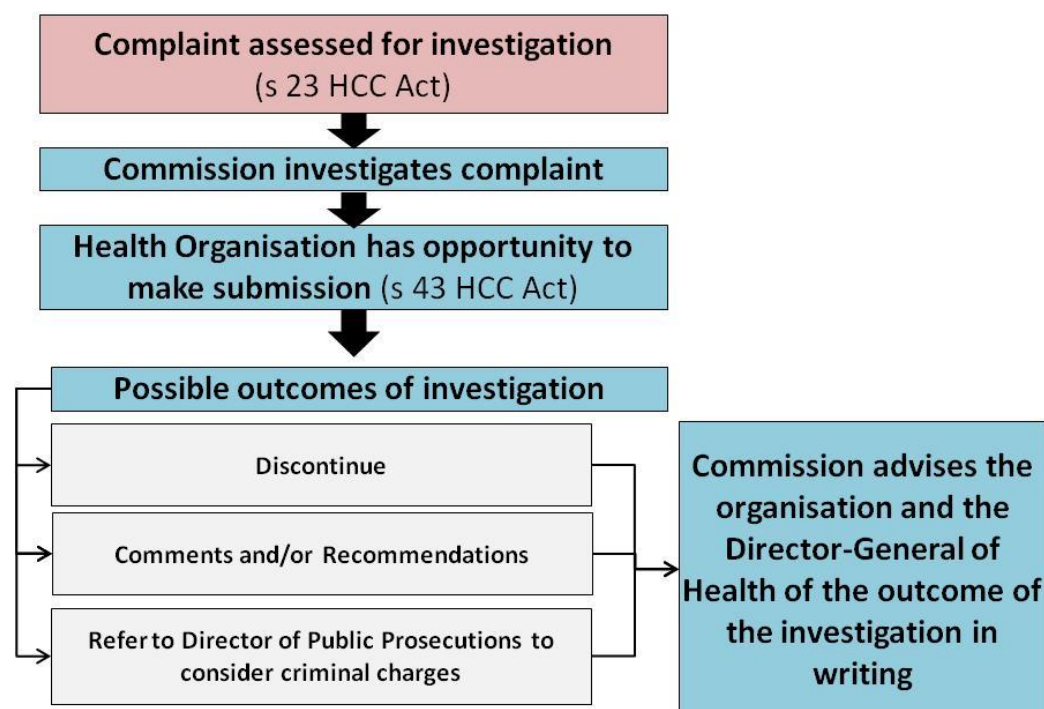 Complaint assessed for investigation
(s 23 HCC Act)
Commission investigates complaint
Health Organisation has opportunity to
make submission (s 43 HCC Act)
Possible outcomes of investigation
Discontinue
Comments and/or Recommendations
Refer to Director of Public Prosecutions to
consider criminal charges
Commission advises the
organisation and the
Director-General of
Health of the outcome of
the investigation in
writing